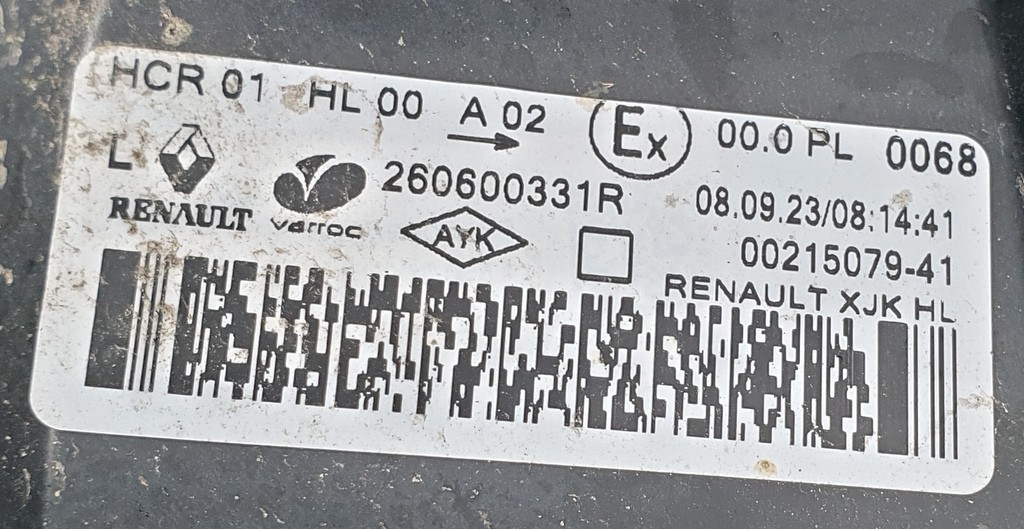 HCR 01 HL 00 A 02 Ex 00.0 PL 0068
L 260600331R 08.09.23/08:14:41
RENAULT varroc AYK 00215079-41
RENAULT XJK HL